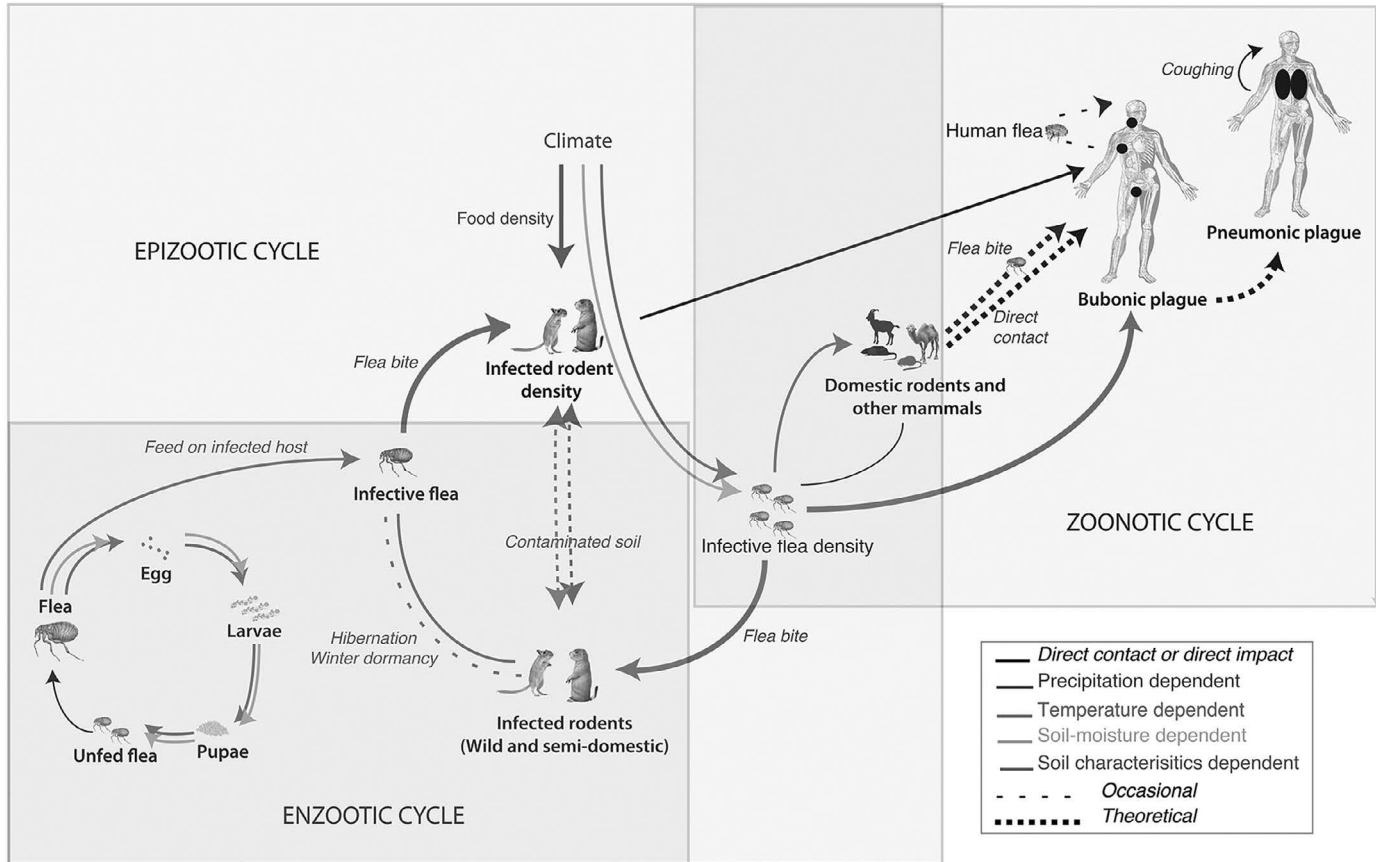 Climate
Food density
EPIZOOTIC CYCLE
Flea bite
Infected rodent
density
Coughing
Human flea
Pneumonic plague
Flea bite
Bubonic plague
Direct
contact
Domestic rodents and
other mammals
ZOONOTIC CYCLE
Infective flea density
Feed on infected host
Infective flea
Contaminated soil
Egg
Flea
Larvae
Hibernation
Winter dormancy
Flea bite
Unfed flea
Pupae
Infected rodents
(Wild and semi-domestic)
ENZOOTIC CYCLE
Direct contact or direct impact
Precipitation dependent
Temperature dependent
Soil-moisture dependent
Soil characterisitics dependent
Occasional
Theoretical